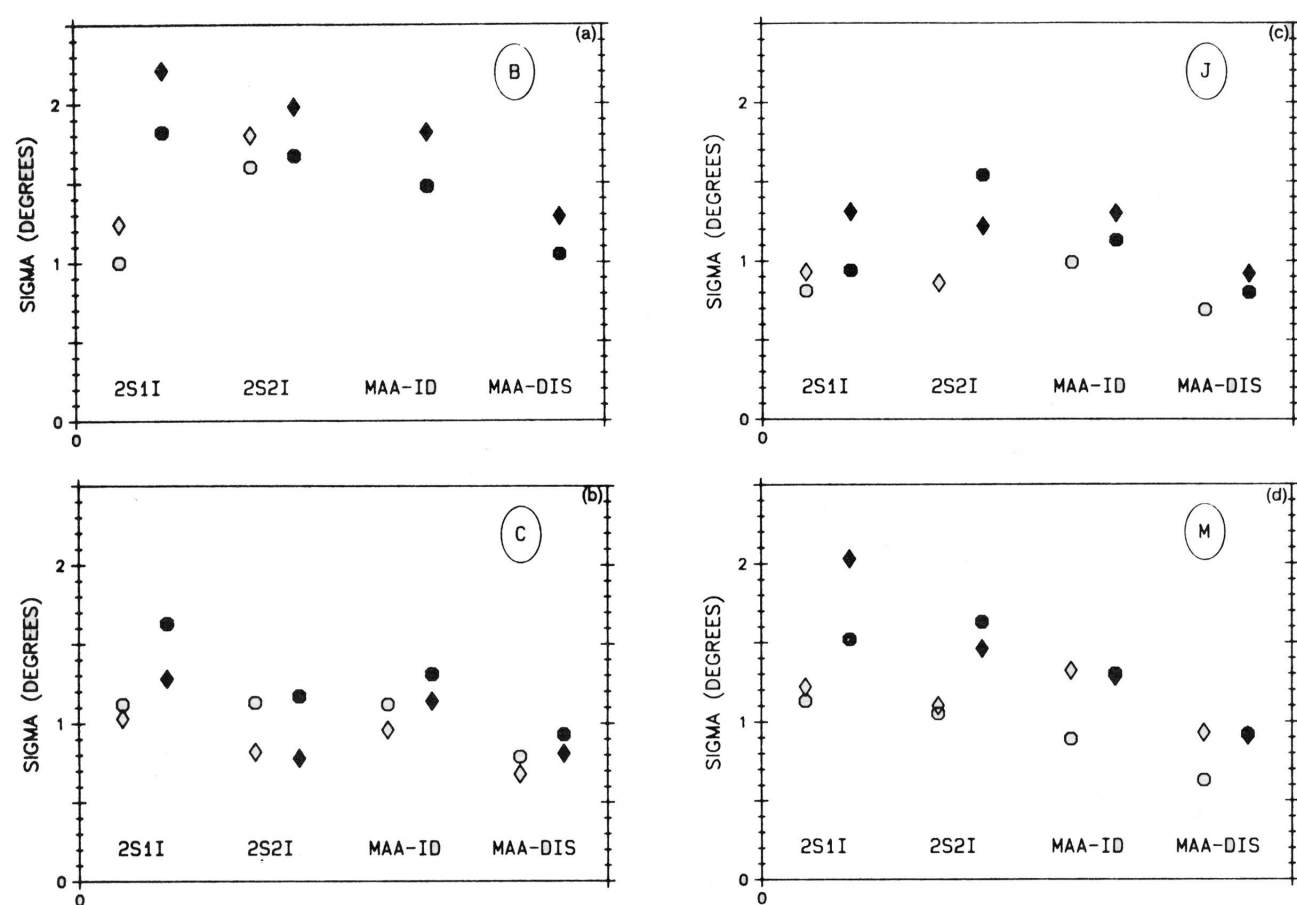 (a)
B
2
1
0
0
SIGMA (DEGREES)
2S1I 2S2I MAA-ID MAA-DIS
(c)
J
2
1
0
0
SIGMA (DEGREES)
2S1I 2S2I MAA-ID MAA-DIS
(b)
C
2
1
0
0
SIGMA (DEGREES)
2S1I 2S2I MAA-ID MAA-DIS
(d)
M
2
1
0
0
SIGMA (DEGREES)
2S1I 2S2I MAA-ID MAA-DIS